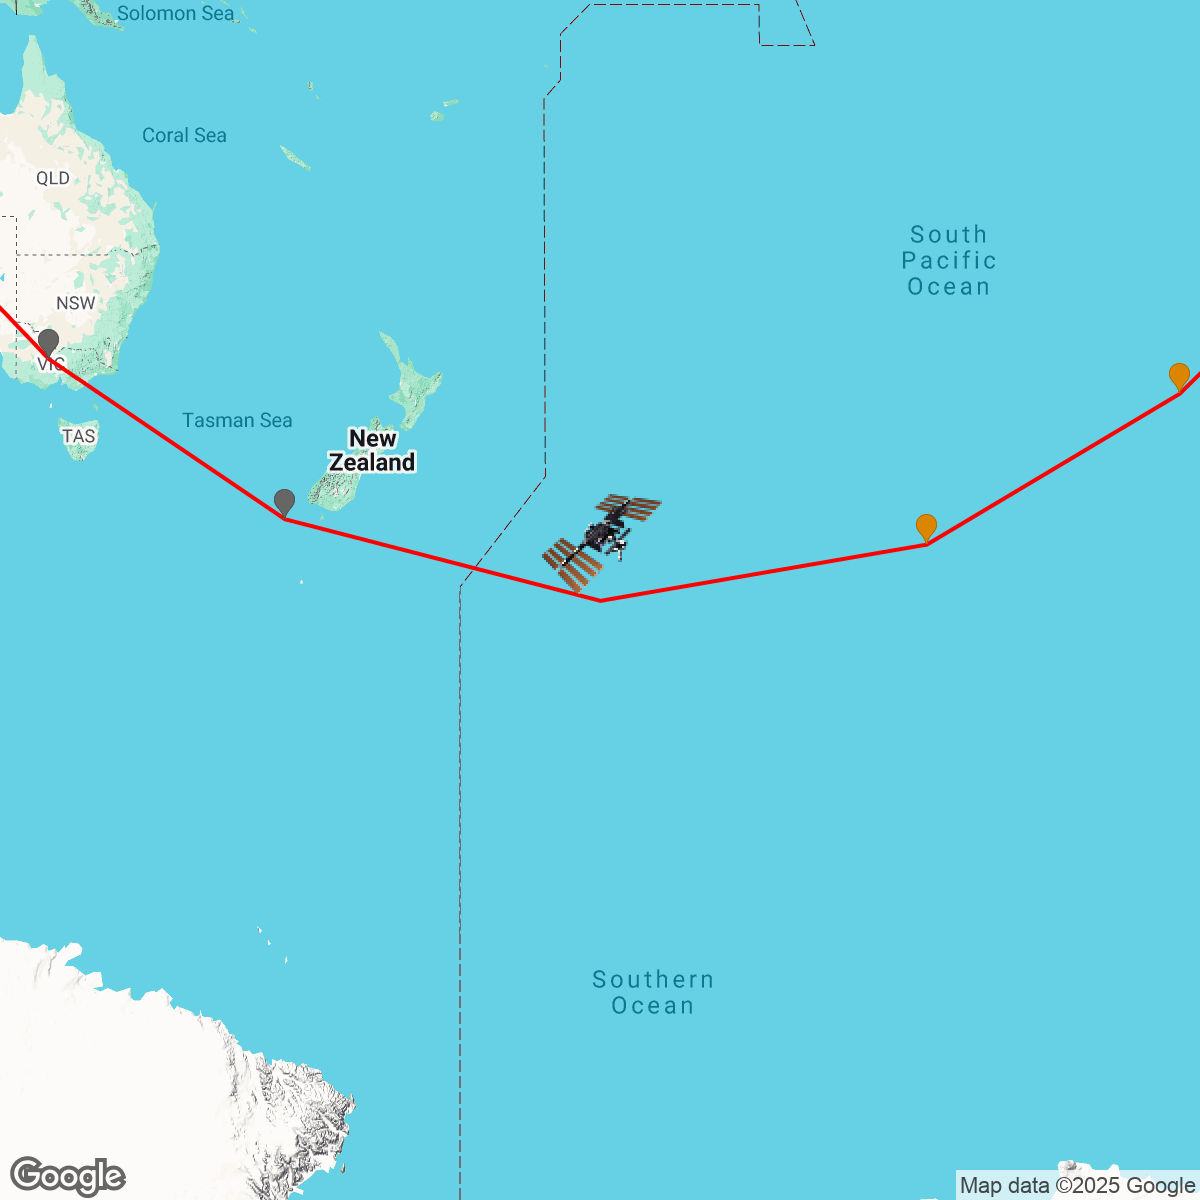 Solomon Sea
Coral Sea
QLD
South
Pacific
Ocean
NSW
VIC
Tasman Sea
TAS
New
Zealand
Southern
Ocean
Google
Map data ©2025 Google